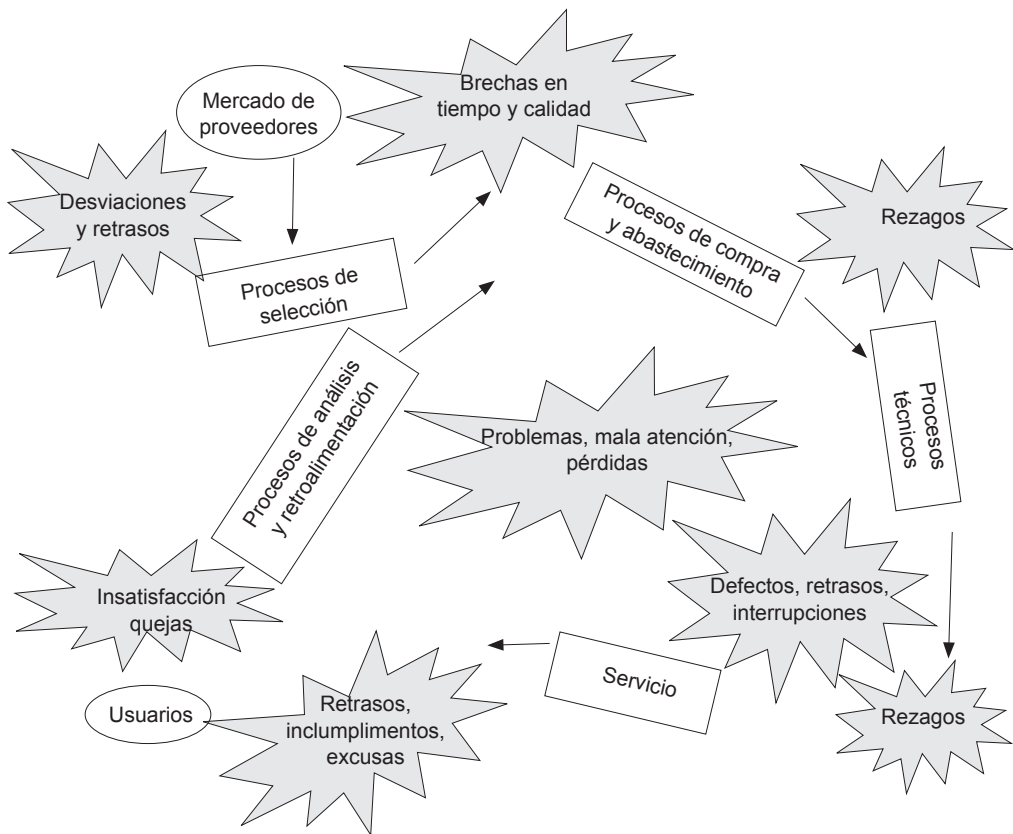 Brechas en
tiempo y calidad
Mercado de
proveedores
Desviaciones
y retrasos
Procesos de compra
y abastecimiento
Rezagos
Procesos de
selección
Procesos de análisis
y retroalimentación
Procesos
técnicos
Problemas, mala atención,
pérdidas
Insatisfacción
quejas
Defectos, retrasos,
interrupciones
Servicio
Usuarios
Retrasos,
inclumplimentos,
excusas
Rezagos